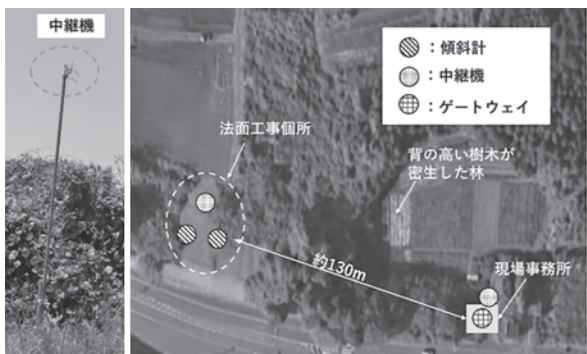 中継機
：傾斜計
：中継機
：ゲートウェイ
法面工事個所
背の高い樹木が
密生した林
約130m
現場事務所